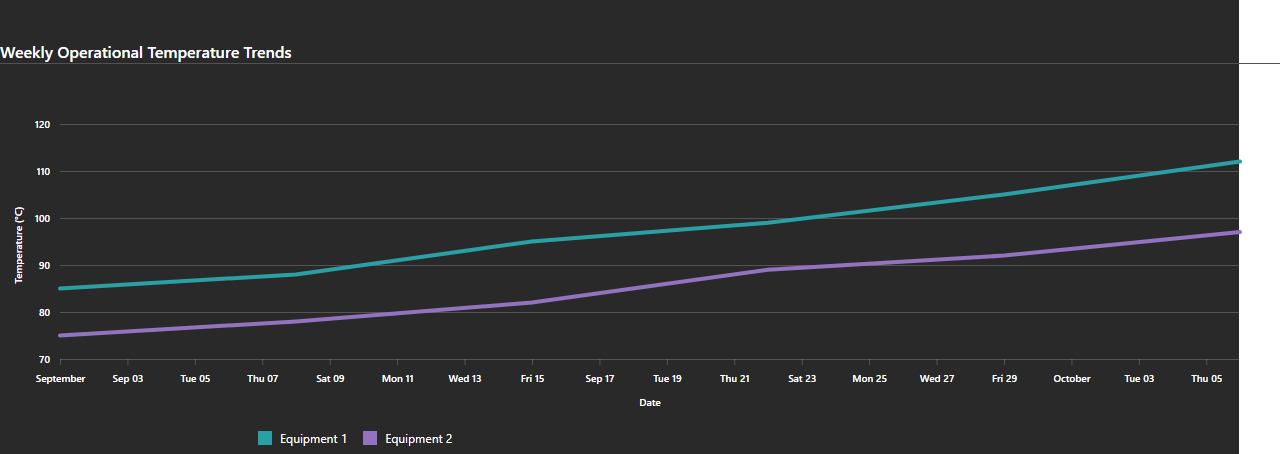 Weekly Operational Temperature Trends
120
110
100
90
80
70
Temperature (°C)
September Sep 03 Tue 05 Thu 07 Sat 09 Mon 11 Wed 13 Fri 15 Sep 17 Tue 19 Thu 21 Sat 23 Mon 25 Wed 27 Fri 29 October Tue 03 Thu 05
Date
Equipment 1 Equipment 2